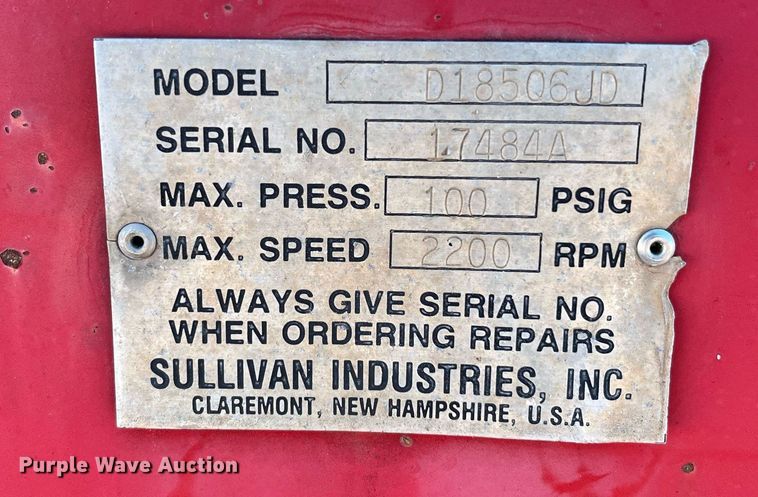 MODEL D185Q6JD
SERIAL NO. 17484A
MAX. PRESS. 100 PSIG
MAX. SPEED 2200 RPM
ALWAYS GIVE SERIAL NO.
WHEN ORDERING REPAIRS
SULLIVAN INDUSTRIES, INC.
CLAREMONT, NEW HAMPSHIRE, U.S.A.
Purple Wave Auction